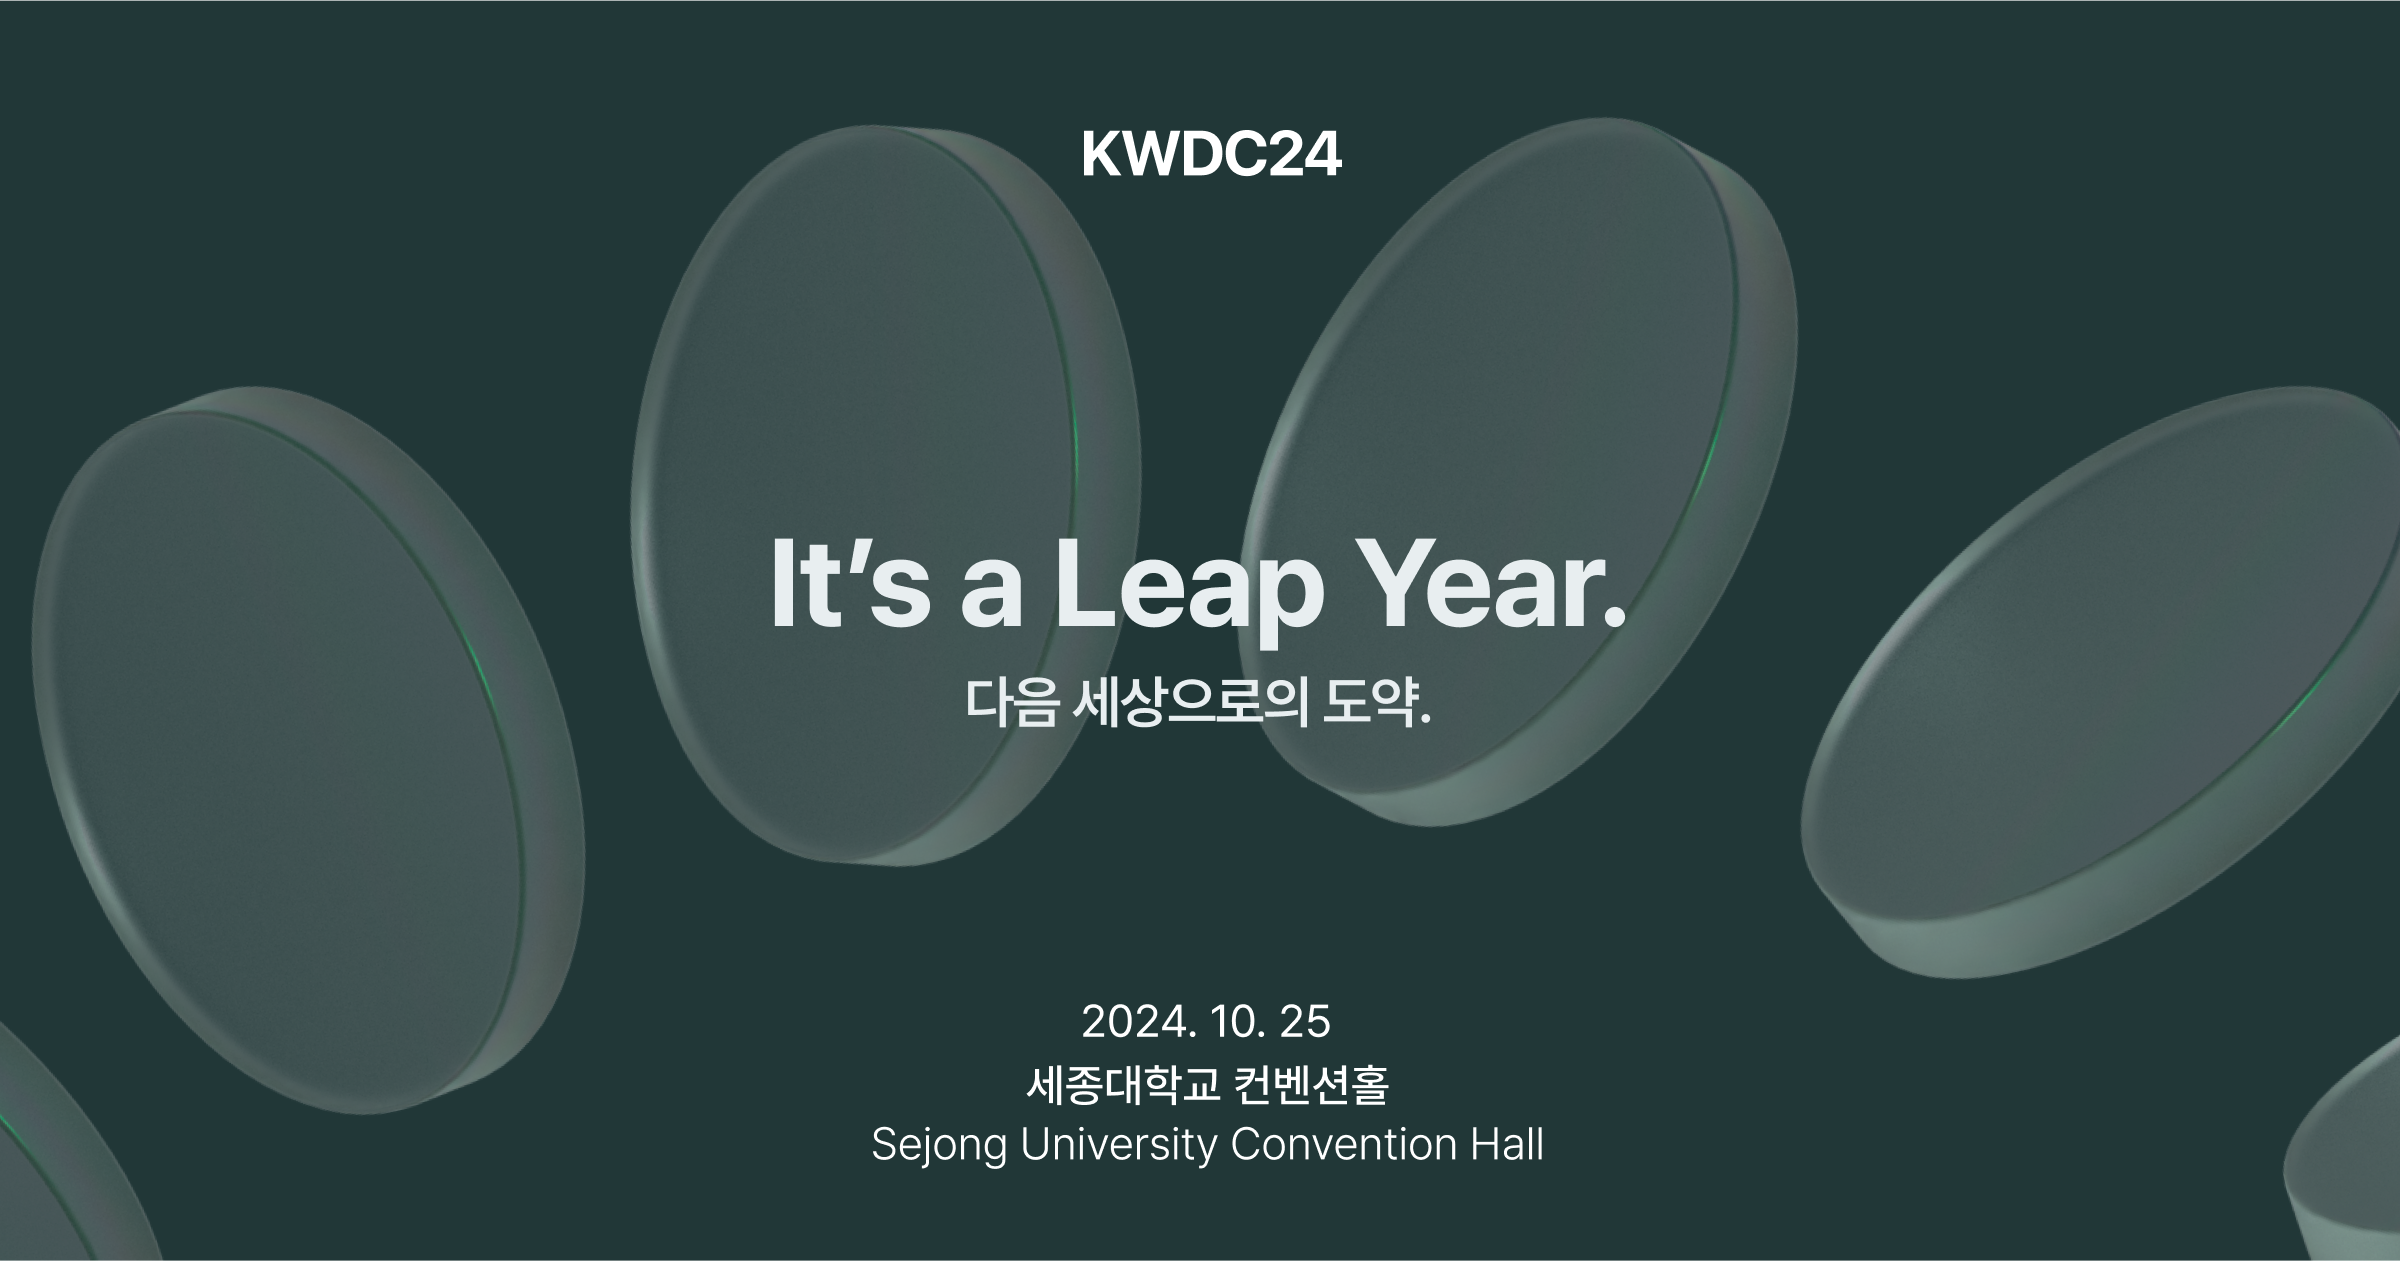 KWDC24
It’s a Leap Year.
다음 세상으로의 도약.
2024. 10. 25
세종대학교 컨벤션홀
Sejong University Convention Hall